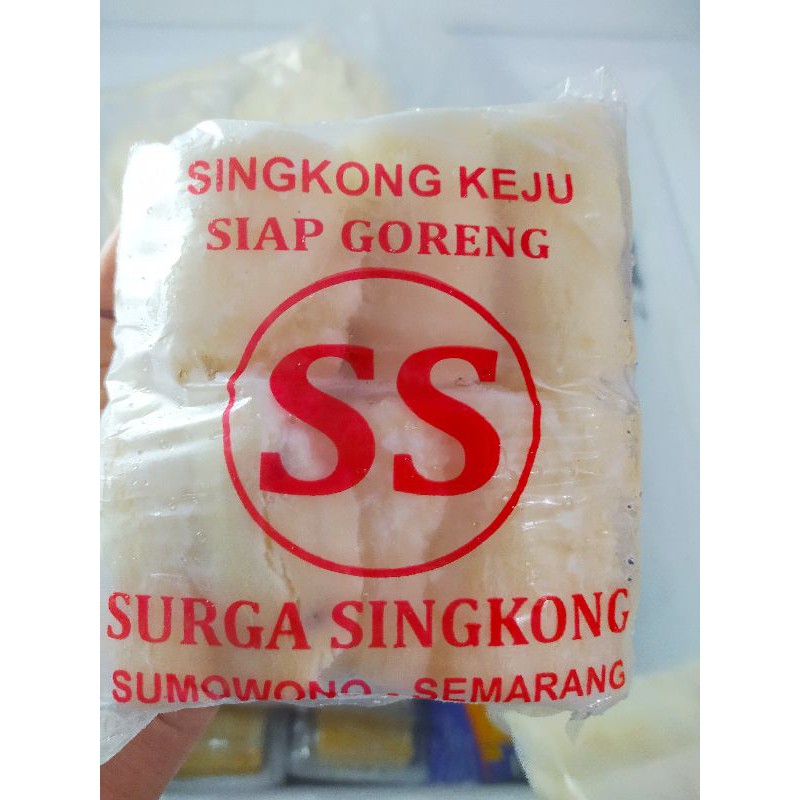 SINGKONG KEJU
SIAP GORENG
SS
SURGA SINGKONG
SUMOWONO - SEMARANG